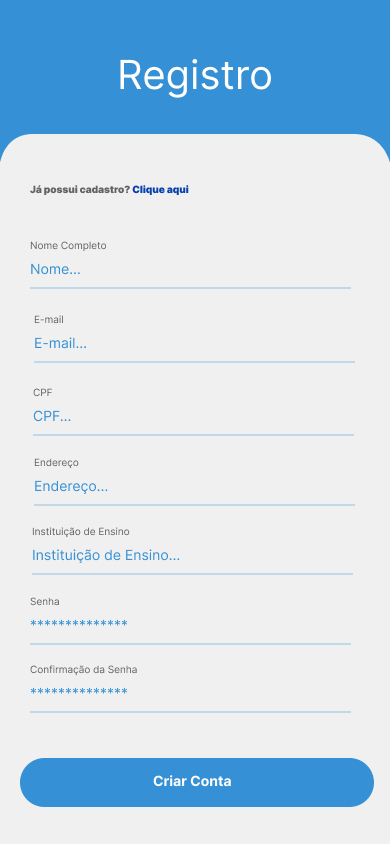 Registro
Já possui cadastro? Clique aqui
Nome Completo
Nome...
E-mail
E-mail...
CPF
CPF...
Endereço
Endereço...
Instituição de Ensino
Instituição de Ensino...
Senha
**************
Confirmação da Senha
**************
Criar Conta